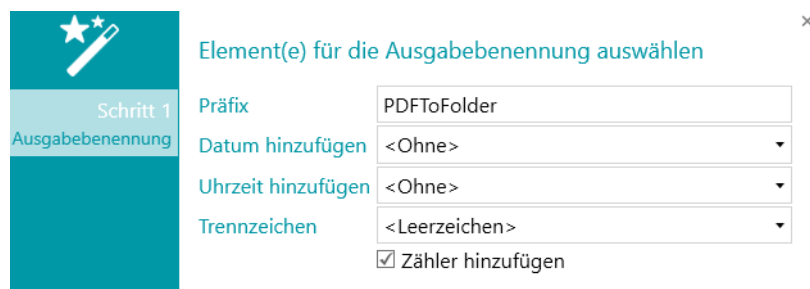 Element(e) für die Ausgabebenennung auswählen
Schritt 1
Ausgabebenennung
Präfix PDFToFolder
Datum hinzufügen <Ohne>
Uhrzeit hinzufügen <Ohne>
Trennzeichen <Leerzeichen>
Zähler hinzufügen